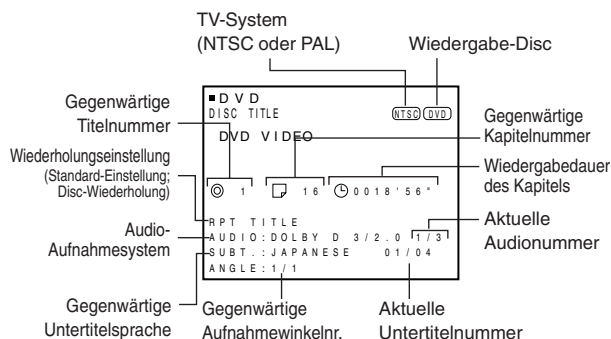 TV-System
(NTSC oder PAL)
Wiedergabe-Disc
Gegenwärtige
Titelnummer
Wiederholungseinstellung
(Standard-Einstellung;
Disc-Wiederholung)
Audio-
Aufnahmesystem
Gegenwärtige
Untertitelsprache
■DVD
DISC TITLE
NTSC DVD
DVD VIDEO
1 16 0018'56"
RPT TITLE
AUDIO:DOLBY D 3/2.0 1/3
SUBT.:JAPANESE 01/04
ANGLE:1/1
Gegenwärtige
Kapitelnummer
Wiedergabedauer
des Kapitels
Aktuelle
Audionummer
Gegenwärtige
Aufnahmewinkelnr.
Aktuelle
Untertitelnummer